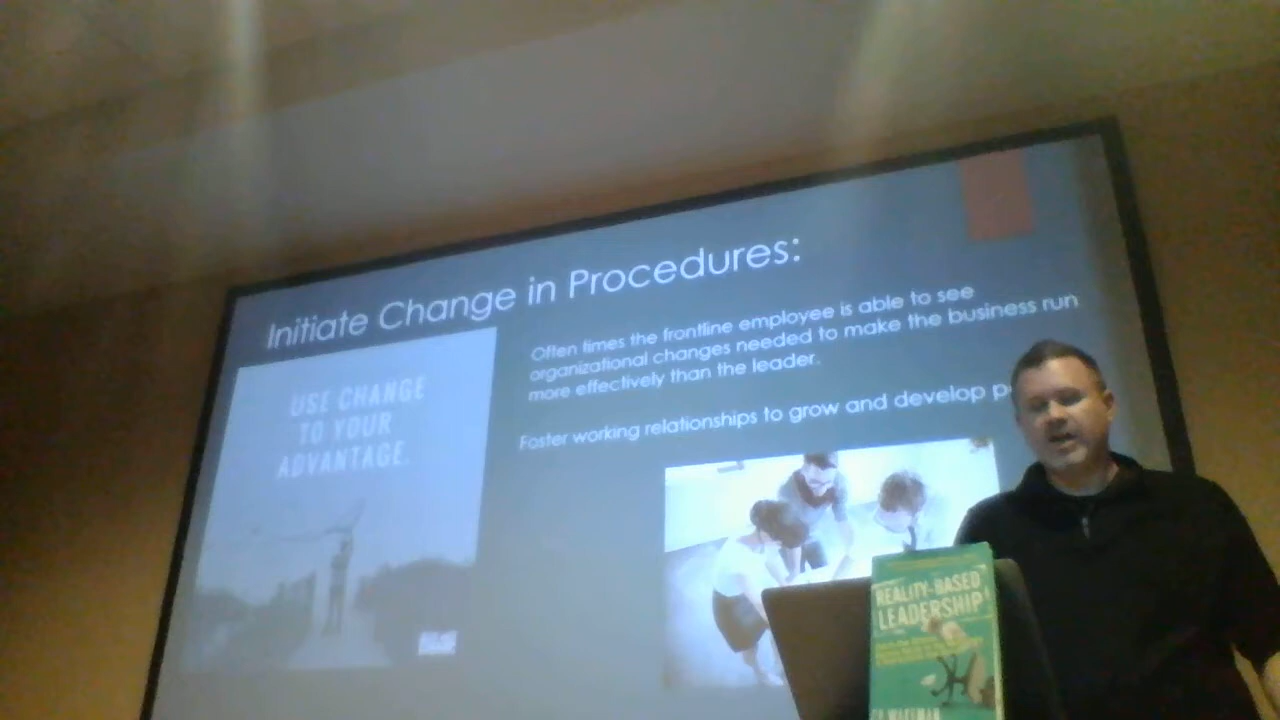 Initiate Change in Procedures:
USE CHANGE
TO YOUR
ADVANTAGE.
Often times the frontline employee is able to see
organizational changes needed to make the business run
more effectively than the leader.
Foster working relationships to grow and develop
REALITY-BASED
LEADERSHIP